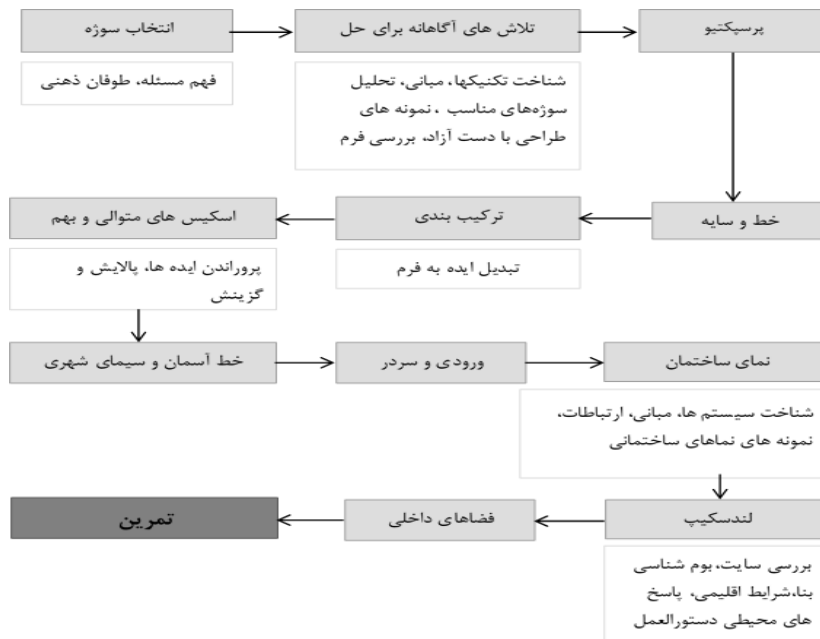 انتخاب سوژه
فهم مسئله، طوفان ذهنی
تلاش های آگاهانه برای حل
شناخت تکنیکها، مبانی، تحلیل
سوژه‌های مناسب ، نمونه های
طراحی با دست آزاد، بررسی فرم
پرسپکتیو
خط و سایه
ترکیب بندی
تبدیل ایده به فرم
اسکیس های متوالی و بهم
پروراندن ایده ها، پالایش و
گزینش
خط آسمان و سیمای شهری
ورودی و سردر
نمای ساختمان
شناخت سیستم ها، مبانی، ارتباطات،
نمونه های نماهای ساختمانی
لندسکیپ
بررسی سایت، بوم شناسی
بنا،شرایط اقلیمی، پاسخ
های محیطی دستورالعمل
فضاهای داخلی
تمرین